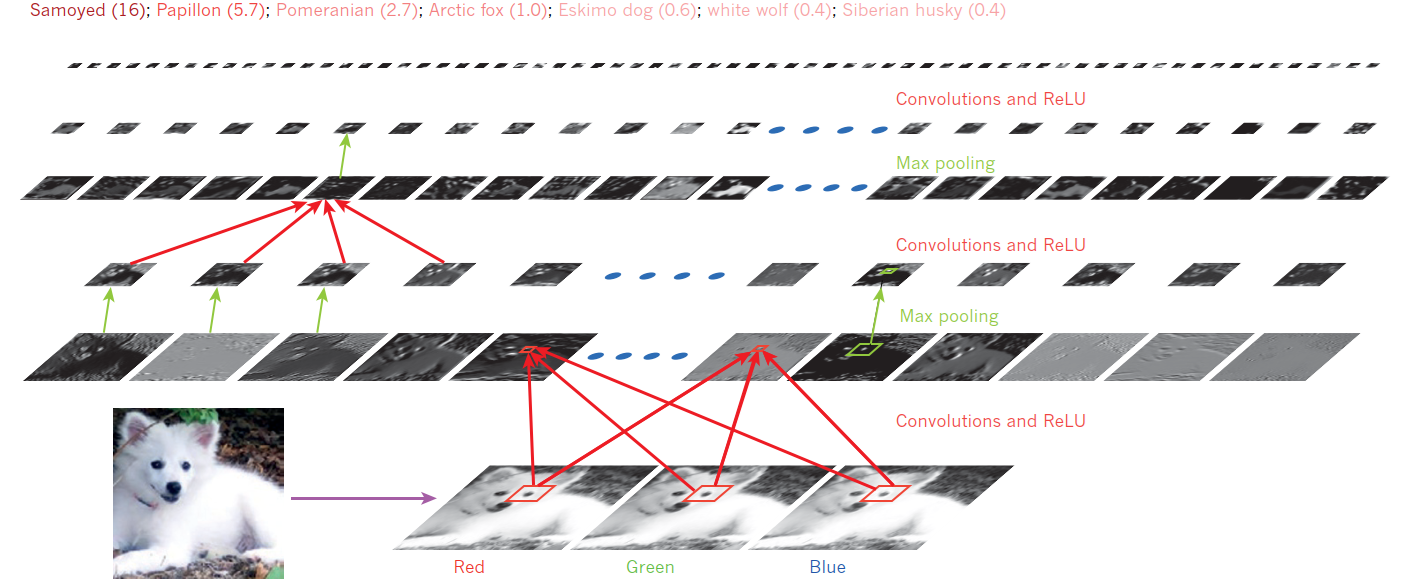 Samoyed (16); Papillon (5.7); Pomeranian (2.7); Arctic fox (1.0); Eskimo dog (0.6); white wolf (0.4); Siberian husky (0.4)
Convolutions and ReLU
Max pooling
Convolutions and ReLU
Max pooling
Convolutions and ReLU
Red Green Blue